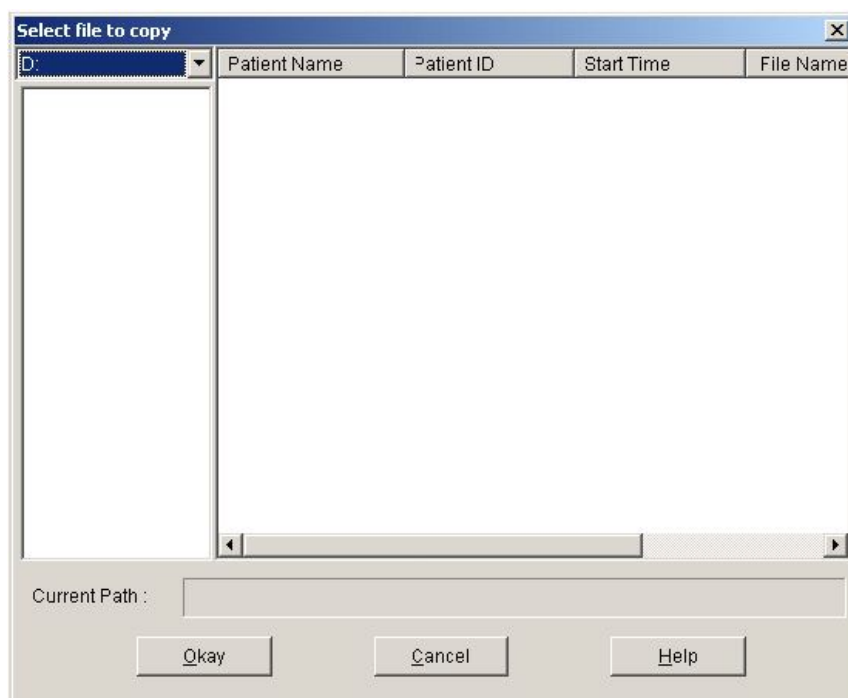 Select file to copy
D:
Patient Name Patient ID Start Time File Name
Current Path :
Okay Cancel Help